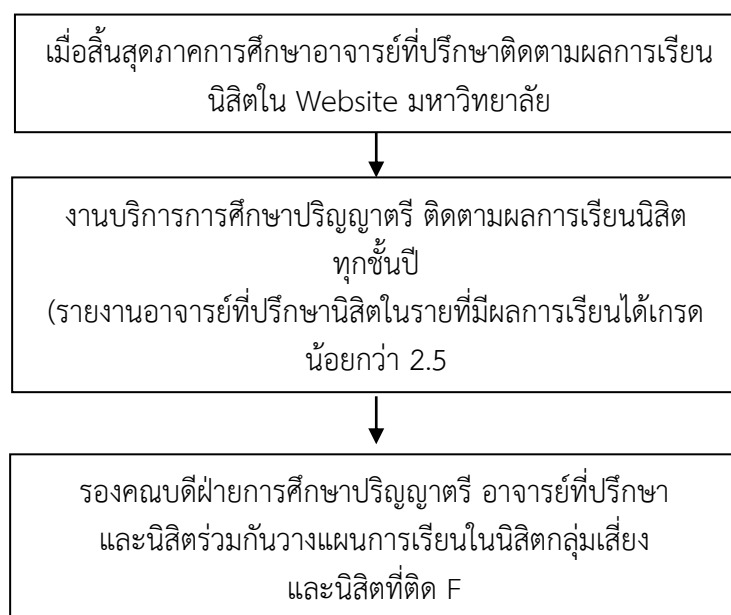 เมื่อสิ้นสุดภาคการศึกษาอาจารย์ที่ปรึกษาติดตามผลการเรียน
นิสิตใน Website มหาวิทยาลัย
งานบริการการศึกษาปริญญาตรี ติดตามผลการเรียนนิสิต
ทุกชั้นปี
(รายงานอาจารย์ที่ปรึกษานิสิตในรายที่มีผลการเรียนได้เกรด
น้อยกว่า 2.5
รองคณบดีฝ่ายการศึกษาปริญญาตรี อาจารย์ที่ปรึกษา
และนิสิตร่วมกันวางแผนการเรียนในนิสิตกลุ่มเสี่ยง
และนิสิตที่ติด F